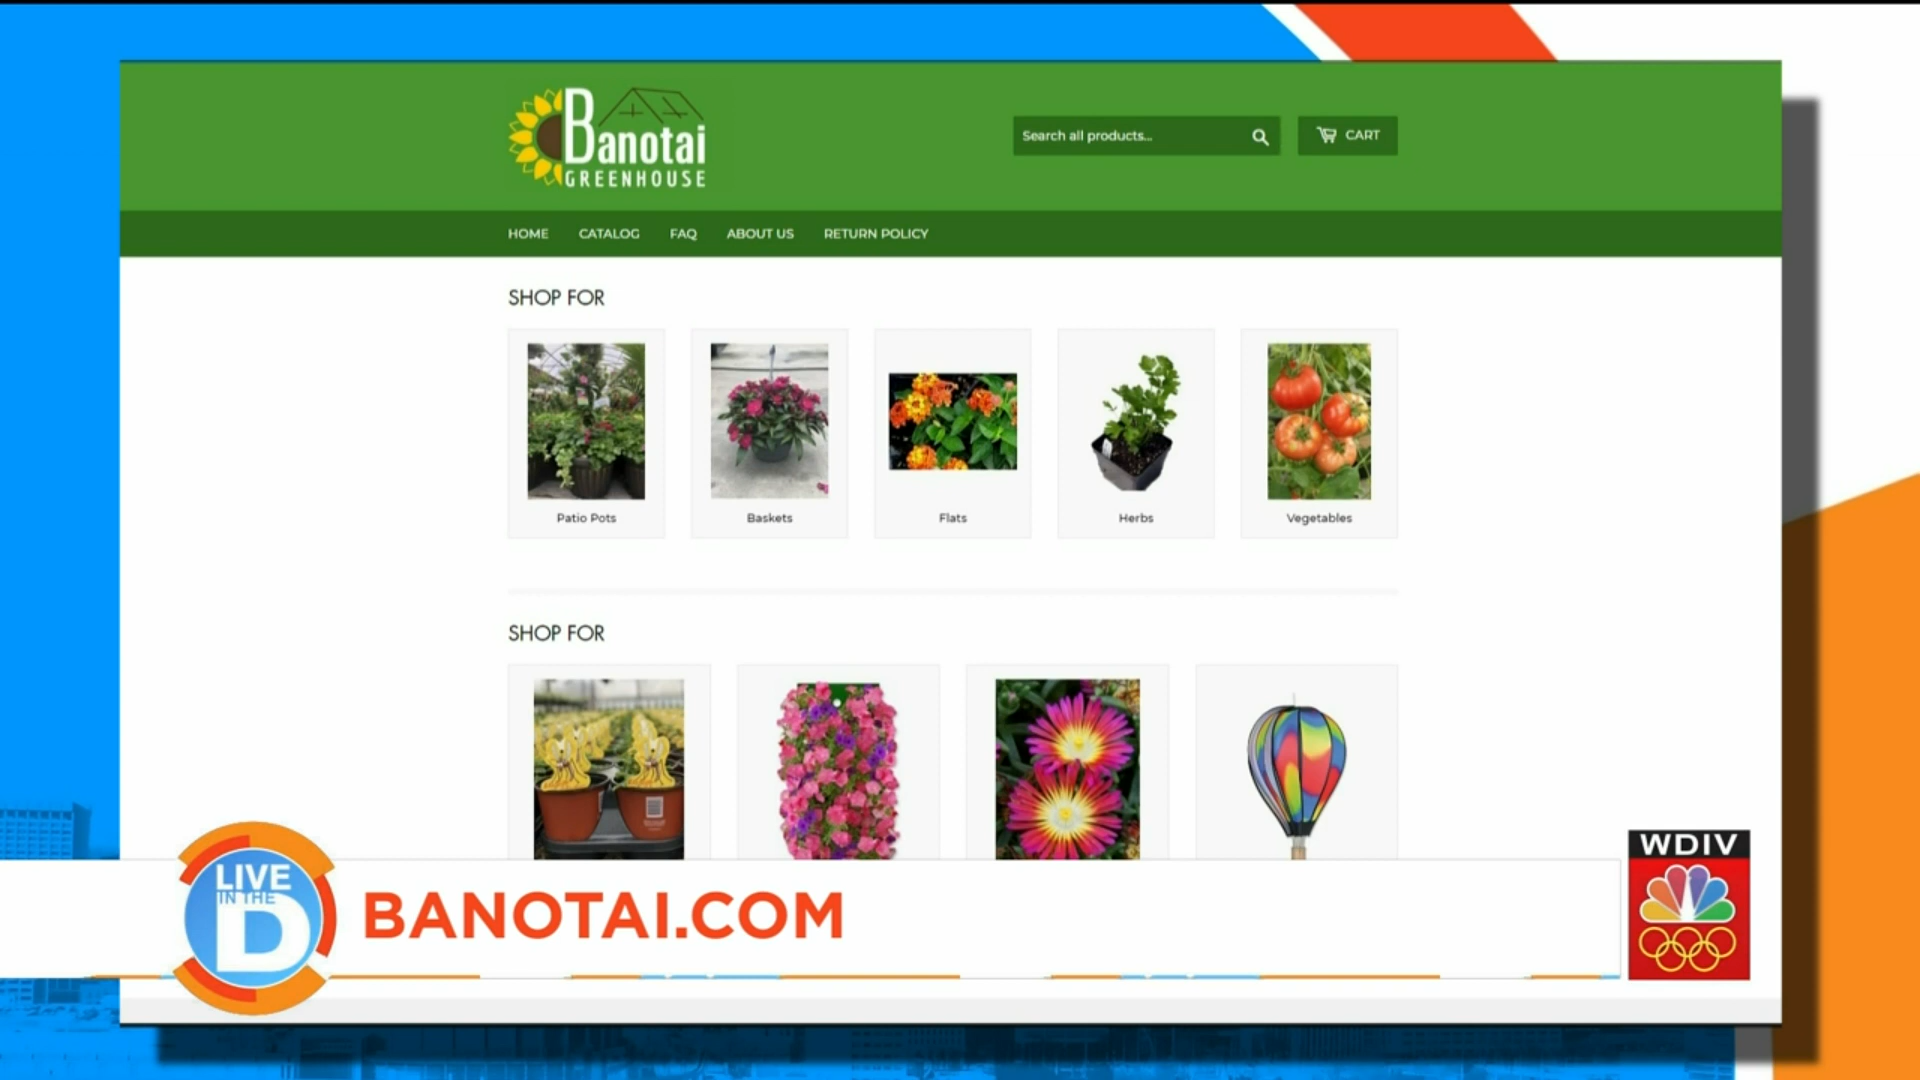 Banotai
GREENHOUSE
Search all products...
CART
HOME
CATALOG
FAQ
ABOUT US
RETURN POLICY
SHOP FOR
Patio Pots
Baskets
Flats
Herbs
Vegetables
SHOP FOR
LIVE
IN THE
D
BANOTAI.COM
WDIV